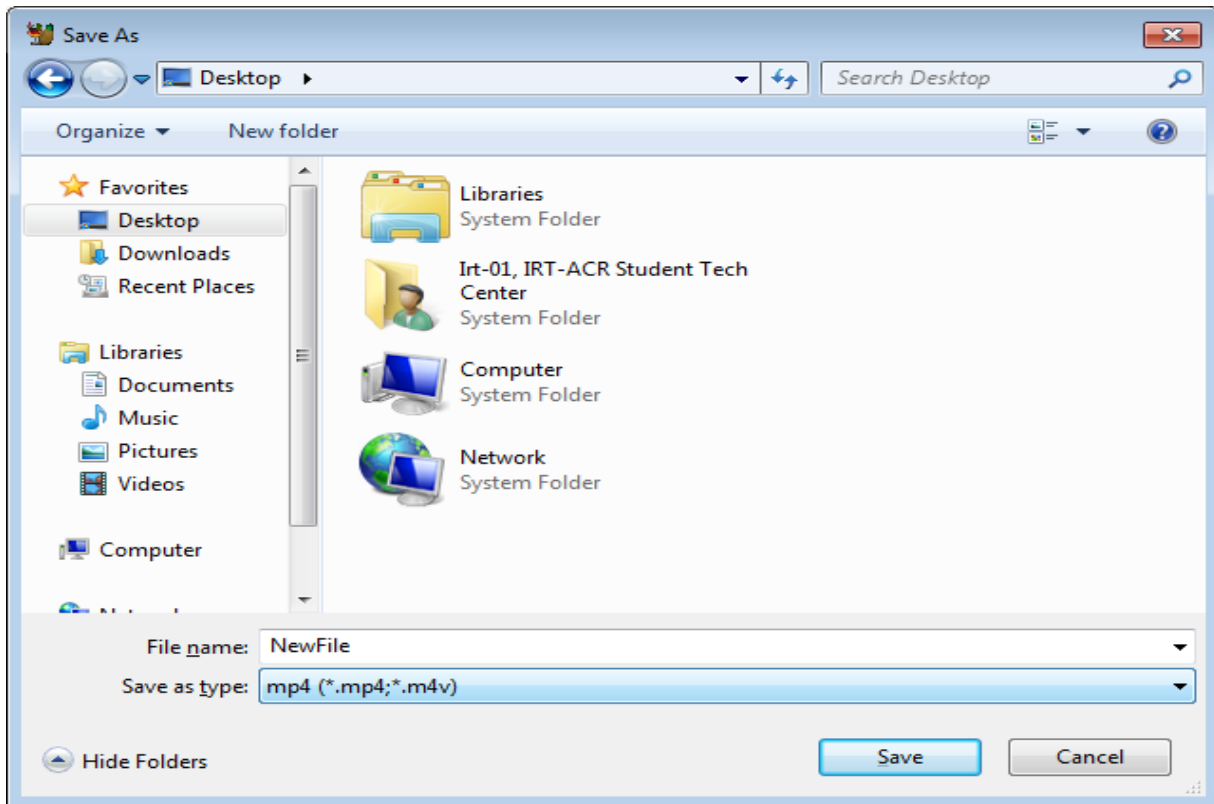 Save As
Desktop
Search Desktop
Organize
New folder
Favorites
Desktop
Downloads
Recent Places
Libraries
Documents
Music
Pictures
Videos
Computer
Libraries
System Folder
Irt-01, IRT-ACR Student Tech
Center
System Folder
Computer
System Folder
Network
System Folder
File name: NewFile
Save as type: mp4 (*.mp4;*.m4v)
Hide Folders
Save
Cancel